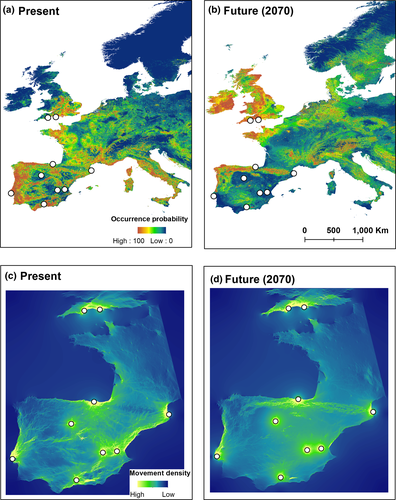 (a) Present
(b) Future (2070)
Occurrence probability
High : 100 Low : 0
0 500 1,000 Km
(c) Present
(d) Future (2070)
Movement density
High Low